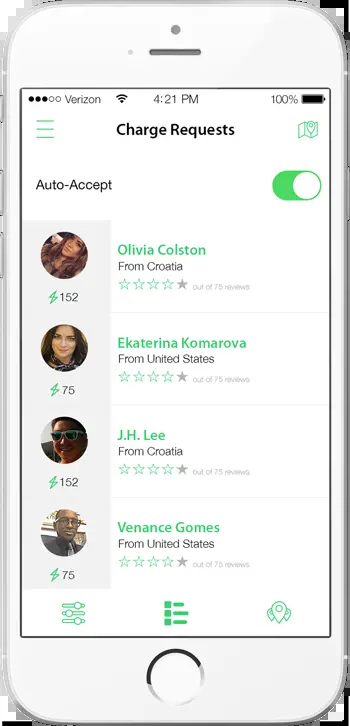 Verizon 4:21 PM 100%
Charge Requests
Auto-Accept
Olivia Colston
From Croatia
out of 75 reviews
152
Ekaterina Komarova
From United States
out of 75 reviews
75
J.H. Lee
From Croatia
out of 75 reviews
152
Venance Gomes
From United States
out of 75 reviews
75